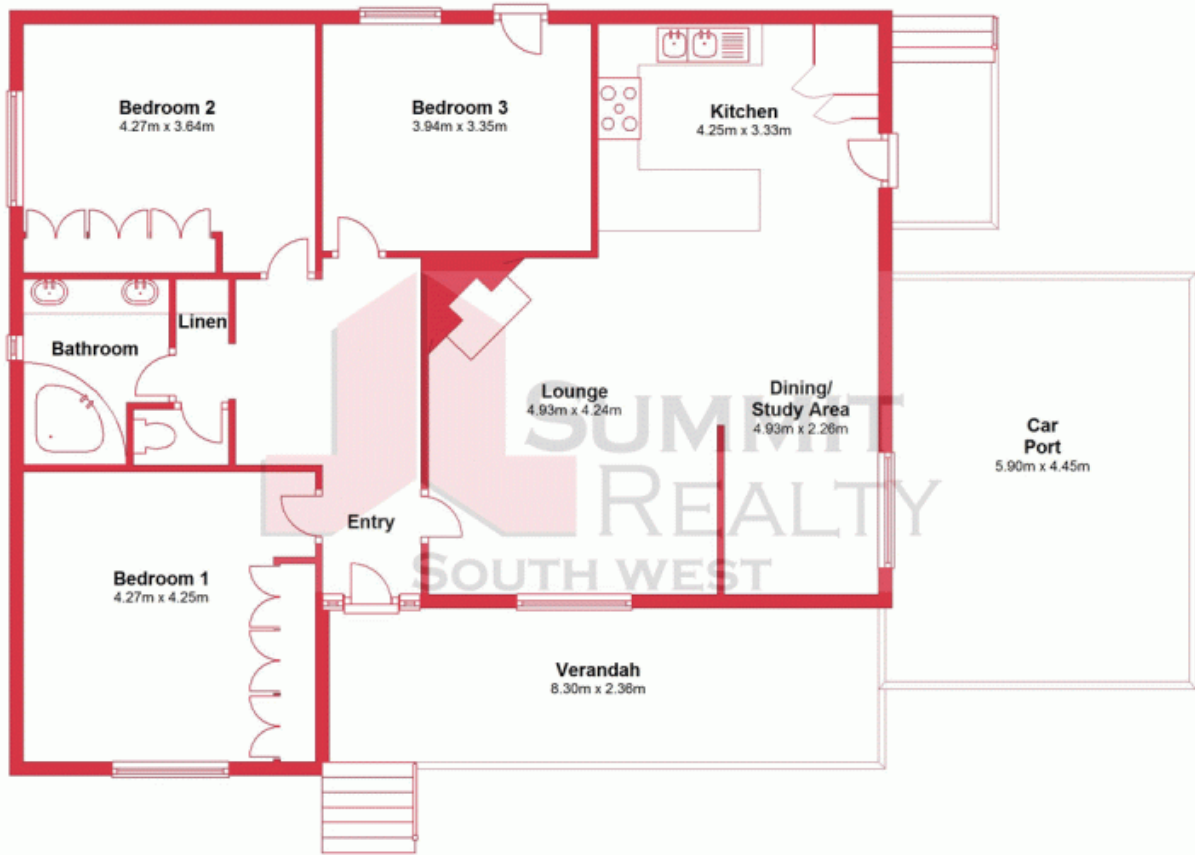 Bedroom 2
4.27m x 3.64m
Bedroom 3
3.94m x 3.35m
Kitchen
4.25m x 3.33m
Linen
Bathroom
Lounge
4.93m x 4.24m
Dining/
Study Area
4.93m x 2.26m
Car
Port
5.90m x 4.45m
SUMMIT
REALTY
SOUTH WEST
Entry
Bedroom 1
4.27m x 4.25m
Verandah
8.30m x 2.36m